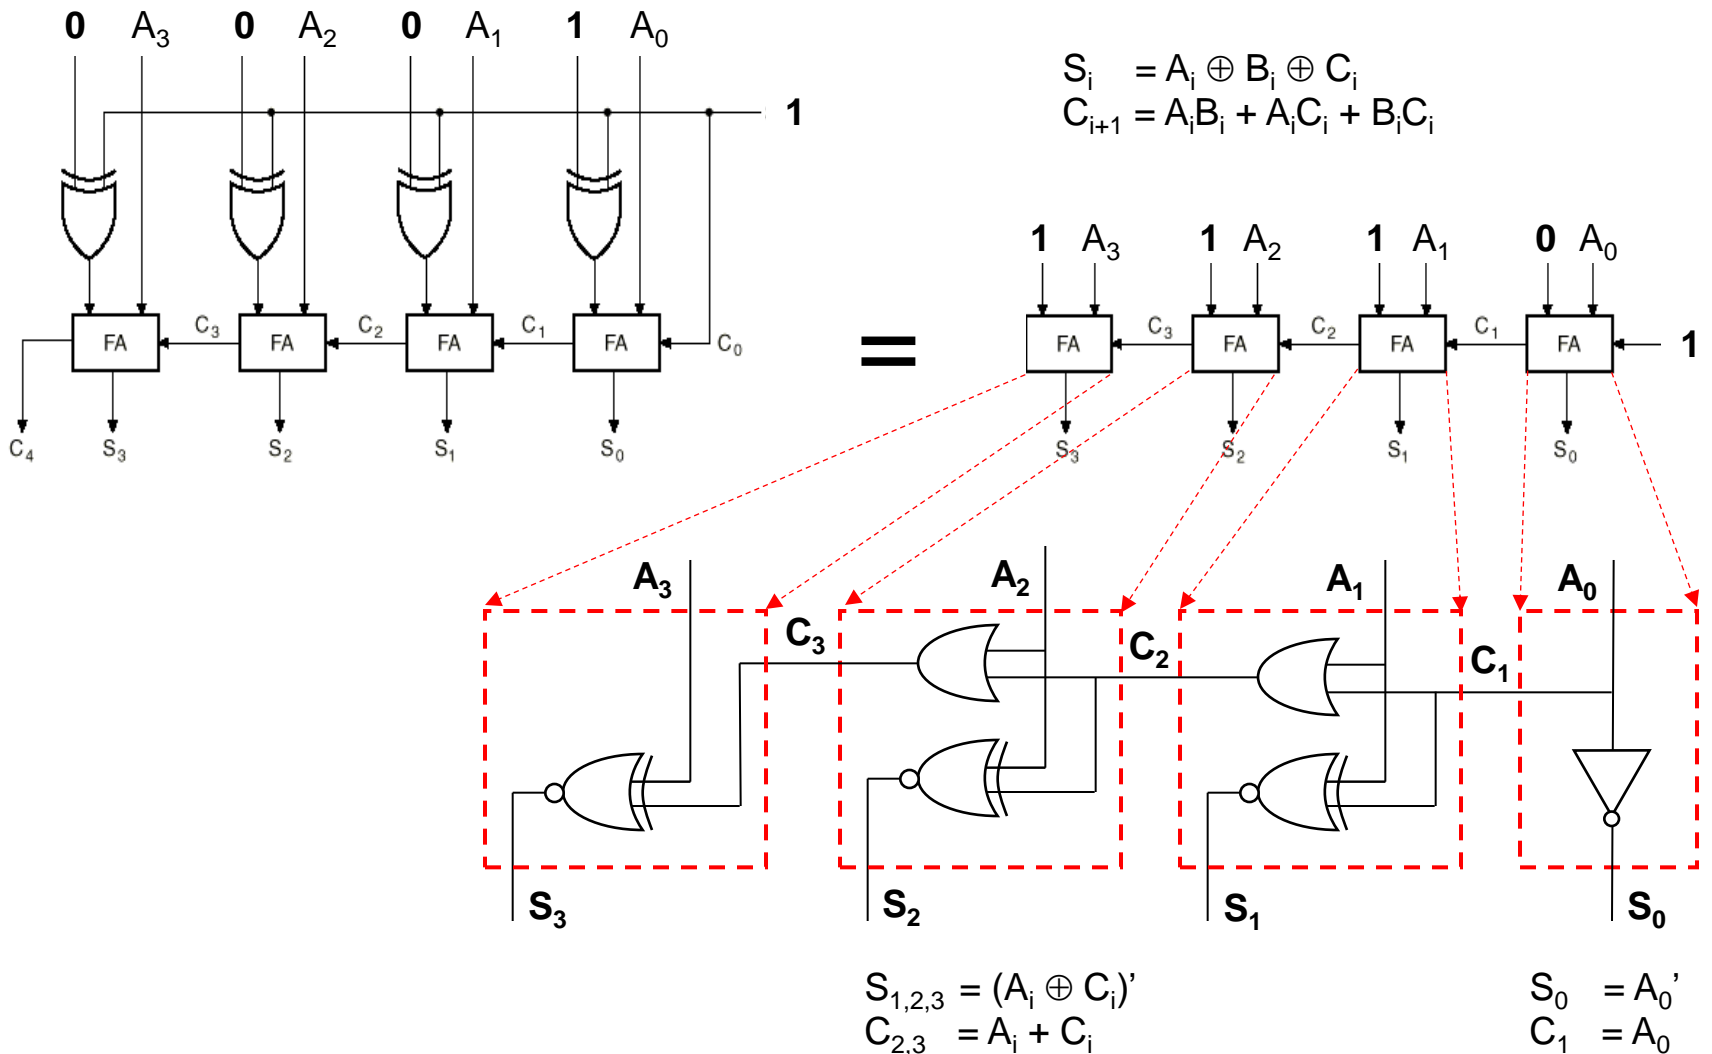 0 A₃ 0 A₂ 0 A₁ 1 A₀
1
FA C₃ FA C₂ FA C₁ FA C₀
C₄ S₃ S₂ S₁ S₀
Sᵢ = Aᵢ ⊕ Bᵢ ⊕ Cᵢ
Cᵢ₊₁ = AᵢBᵢ + AᵢCᵢ + BᵢCᵢ
=
1 A₃ 1 A₂ 1 A₁ 0 A₀
FA C₃ FA C₂ FA C₁ FA 1
S₃ S₂ S₁ S₀
A₃ A₂ A₁ A₀
C₃ C₂ C₁
S₃ S₂ S₁ S₀
S₁,₂,₃ = (Aᵢ ⊕ Cᵢ)’
C₂,₃ = Aᵢ + Cᵢ
S₀ = A₀’
C₁ = A₀